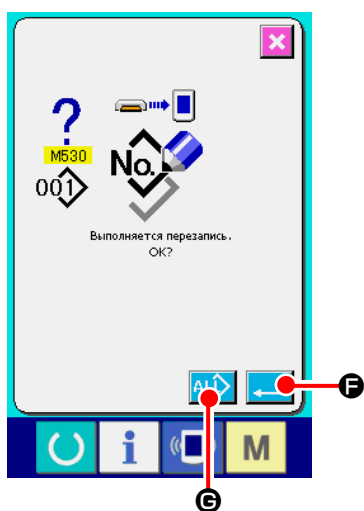 M530
No.
001
Выполняется перезапись.
OK?
ALL
F
G
i
M